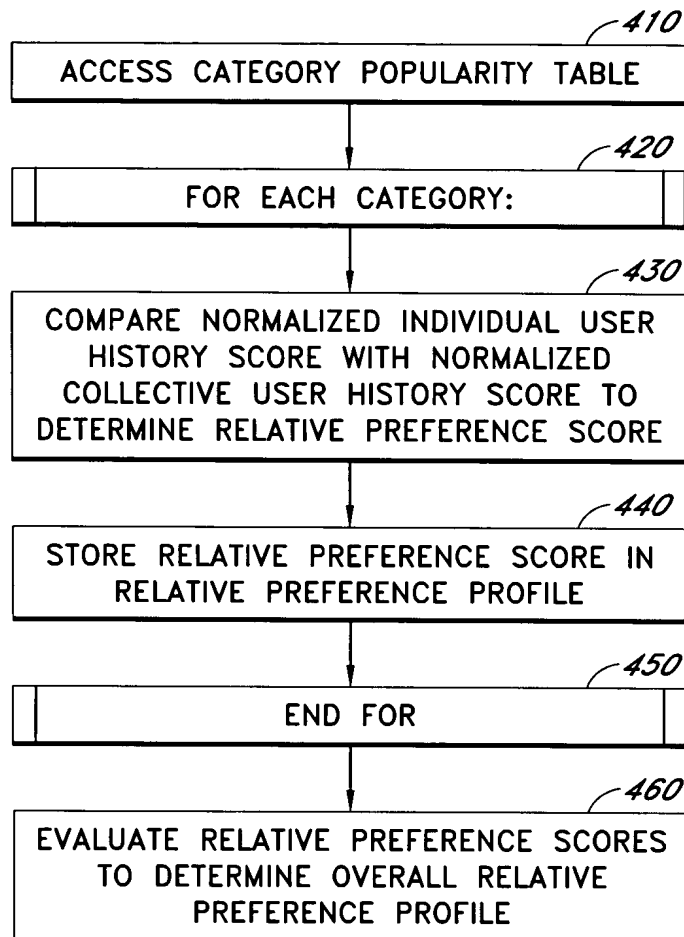 410
ACCESS CATEGORY POPULARITY TABLE
420
FOR EACH CATEGORY:
430
COMPARE NORMALIZED INDIVIDUAL USER
HISTORY SCORE WITH NORMALIZED
COLLECTIVE USER HISTORY SCORE TO
DETERMINE RELATIVE PREFERENCE SCORE
440
STORE RELATIVE PREFERENCE SCORE IN
RELATIVE PREFERENCE PROFILE
450
END FOR
460
EVALUATE RELATIVE PREFERENCE SCORES
TO DETERMINE OVERALL RELATIVE
PREFERENCE PROFILE